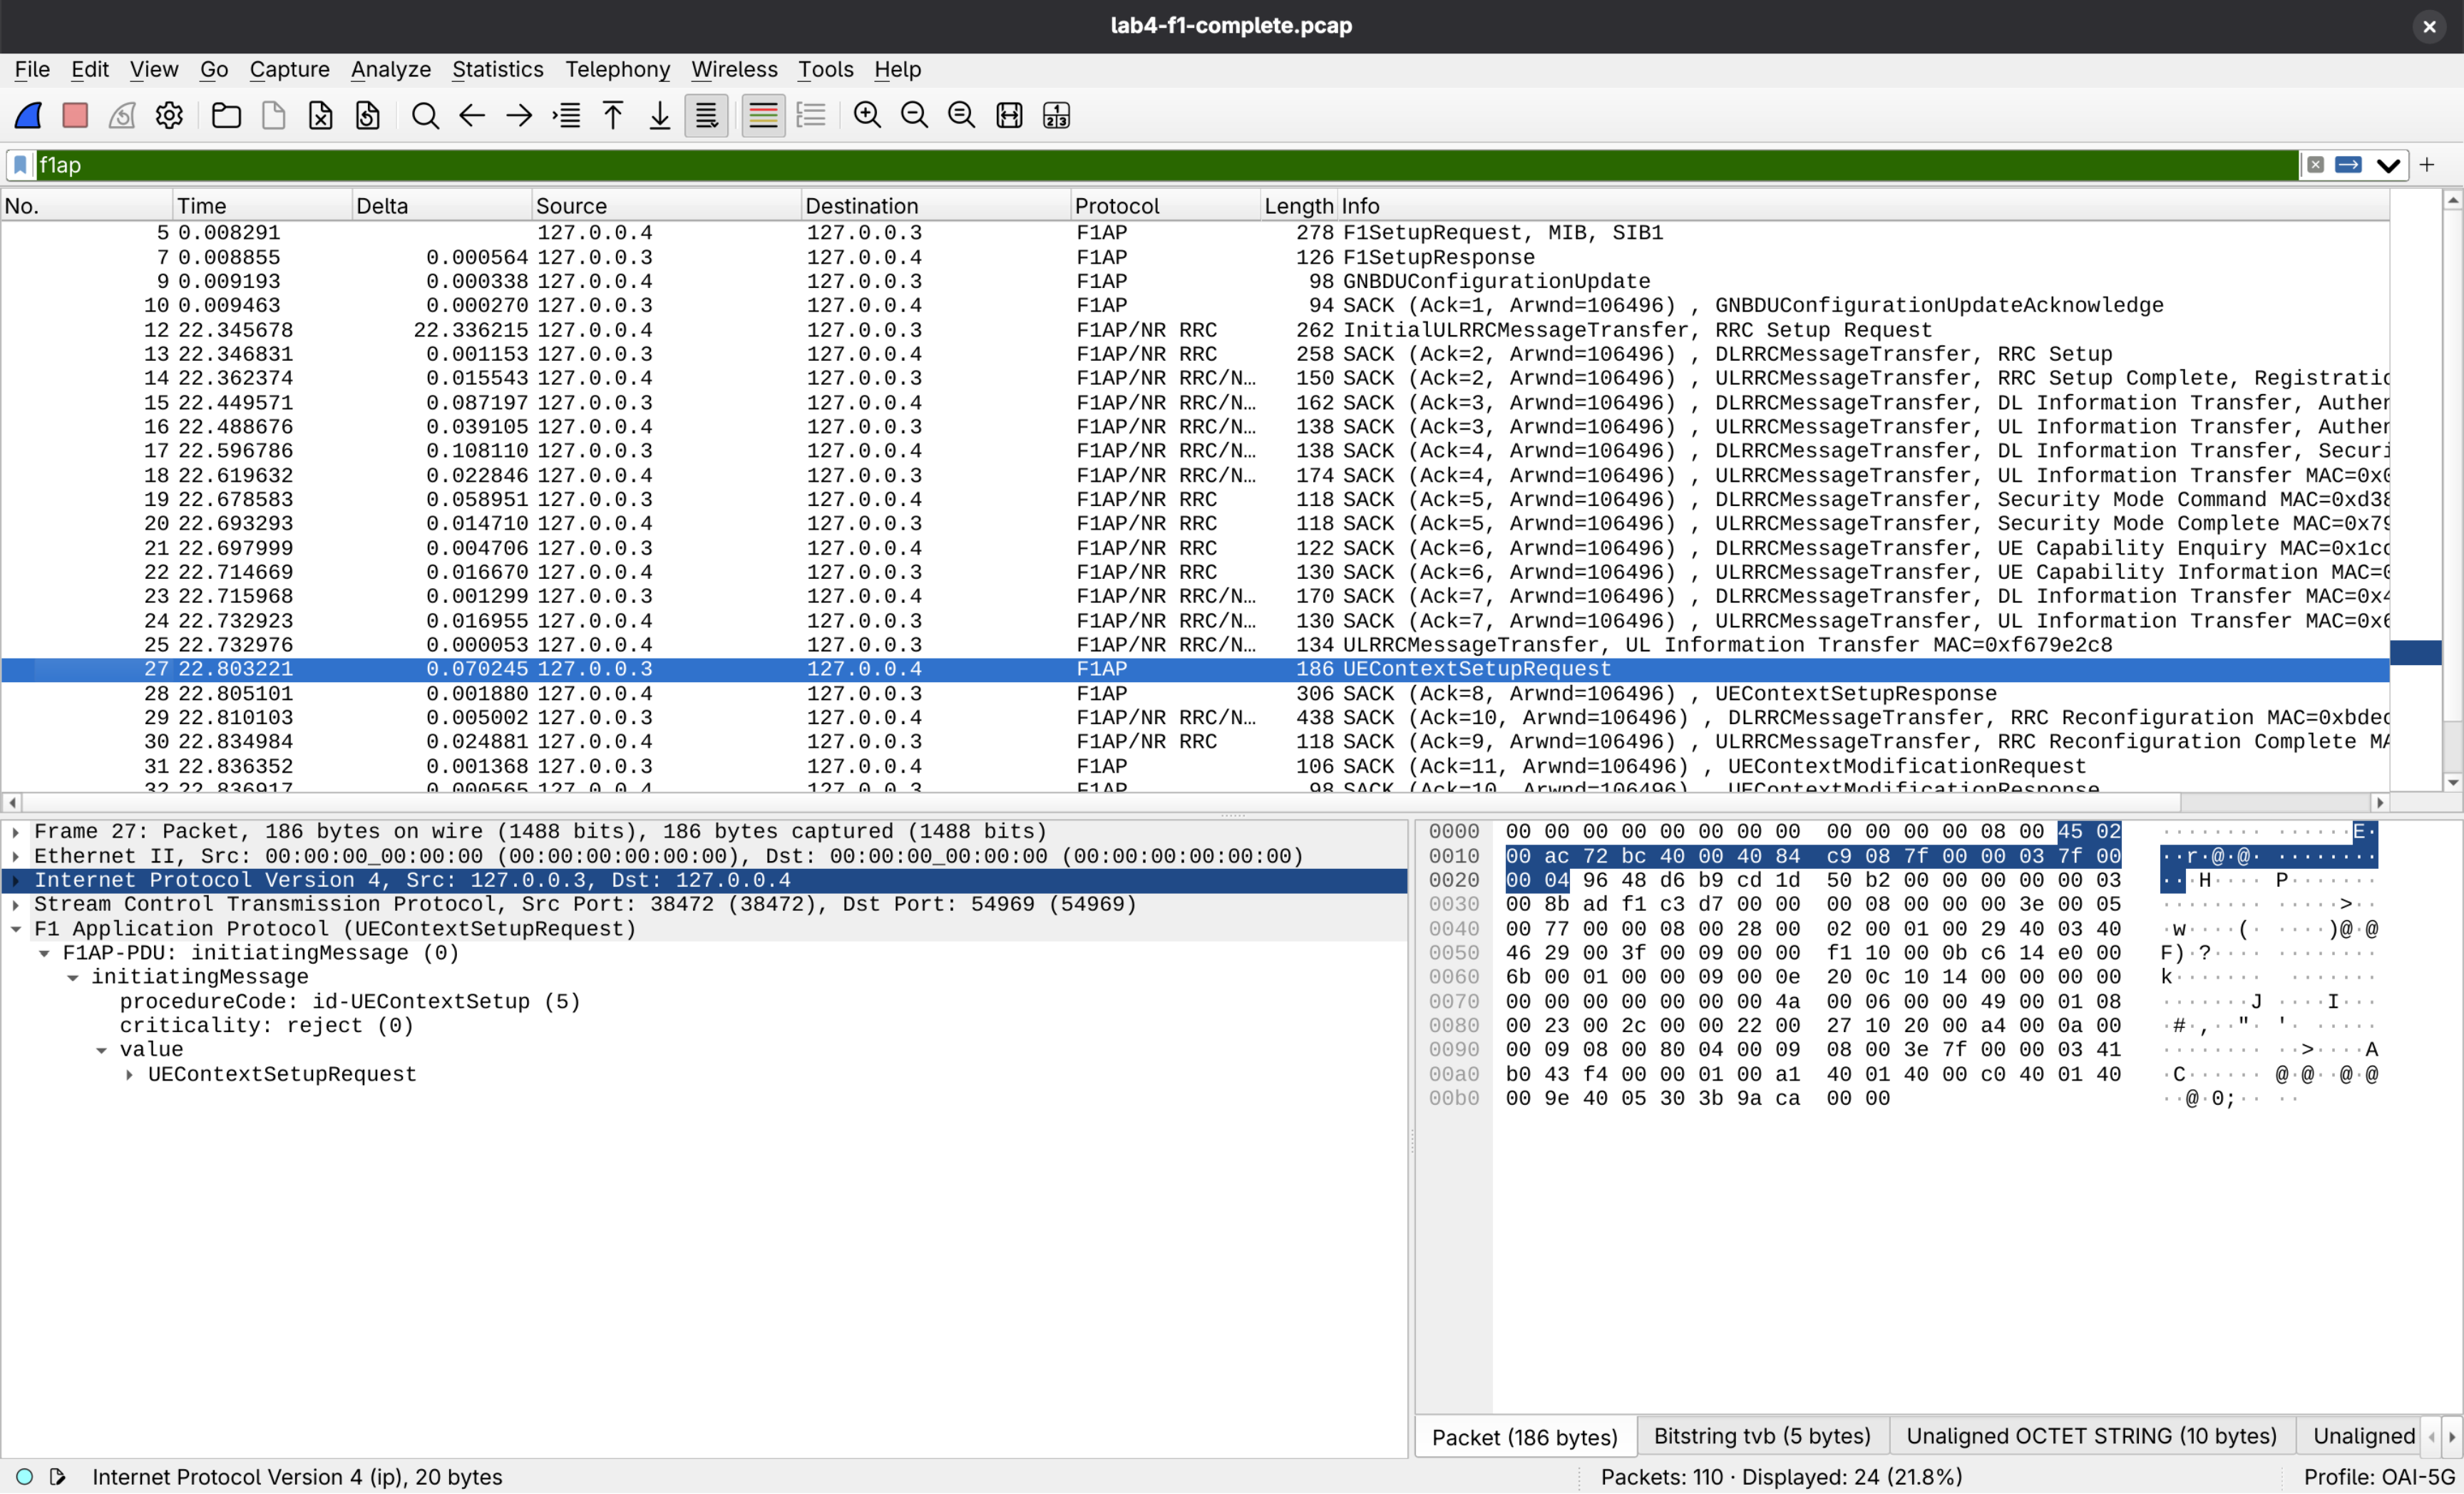 lab4-f1-complete.pcap
File Edit View Go Capture Analyze Statistics Telephony Wireless Tools Help
f1ap
No. Time Delta Source Destination Protocol Length Info
5 0.008291 127.0.0.4 127.0.0.3 F1AP 278 F1SetupRequest, MIB, SIB1
7 0.008855 0.000564 127.0.0.3 127.0.0.4 F1AP 126 F1SetupResponse
9 0.009193 0.000338 127.0.0.4 127.0.0.3 F1AP 98 GNBDUConfigurationUpdate
10 0.009463 0.000270 127.0.0.3 127.0.0.4 F1AP 94 SACK (Ack=1, Arwnd=106496) , GNBDUConfigurationUpdateAcknowledge
12 22.345678 22.336215 127.0.0.4 127.0.0.3 F1AP/NR RRC 262 InitialULRRCMessageTransfer, RRC Setup Request
13 22.346831 0.001153 127.0.0.3 127.0.0.4 F1AP/NR RRC 258 SACK (Ack=2, Arwnd=106496) , DLRRCMessageTransfer, RRC Setup
14 22.362374 0.015543 127.0.0.4 127.0.0.3 F1AP/NR RRC/N… 150 SACK (Ack=2, Arwnd=106496) , ULRRCMessageTransfer, RRC Setup Complete, Registratic
15 22.449571 0.087197 127.0.0.3 127.0.0.4 F1AP/NR RRC/N… 162 SACK (Ack=3, Arwnd=106496) , DLRRCMessageTransfer, DL Information Transfer, Auther
16 22.488676 0.039105 127.0.0.4 127.0.0.3 F1AP/NR RRC/N… 138 SACK (Ack=3, Arwnd=106496) , ULRRCMessageTransfer, UL Information Transfer, Auther
17 22.596786 0.108110 127.0.0.3 127.0.0.4 F1AP/NR RRC/N… 138 SACK (Ack=4, Arwnd=106496) , DLRRCMessageTransfer, DL Information Transfer, Securi
18 22.619632 0.022846 127.0.0.4 127.0.0.3 F1AP/NR RRC/N… 174 SACK (Ack=4, Arwnd=106496) , ULRRCMessageTransfer, UL Information Transfer MAC=0x0
19 22.678583 0.058951 127.0.0.3 127.0.0.4 F1AP/NR RRC 118 SACK (Ack=5, Arwnd=106496) , DLRRCMessageTransfer, Security Mode Command MAC=0xd38
20 22.693293 0.014710 127.0.0.4 127.0.0.3 F1AP/NR RRC 118 SACK (Ack=5, Arwnd=106496) , ULRRCMessageTransfer, Security Mode Complete MAC=0x79
21 22.697999 0.004706 127.0.0.3 127.0.0.4 F1AP/NR RRC 122 SACK (Ack=6, Arwnd=106496) , DLRRCMessageTransfer, UE Capability Enquiry MAC=0x1cc
22 22.714669 0.016670 127.0.0.4 127.0.0.3 F1AP/NR RRC 130 SACK (Ack=6, Arwnd=106496) , ULRRCMessageTransfer, UE Capability Information MAC=0
23 22.715968 0.001299 127.0.0.3 127.0.0.4 F1AP/NR RRC/N… 170 SACK (Ack=7, Arwnd=106496) , DLRRCMessageTransfer, DL Information Transfer MAC=0x4
24 22.732923 0.016955 127.0.0.4 127.0.0.3 F1AP/NR RRC/N… 130 SACK (Ack=7, Arwnd=106496) , ULRRCMessageTransfer, UL Information Transfer MAC=0x6
25 22.732976 0.000053 127.0.0.4 127.0.0.3 F1AP/NR RRC/N… 134 ULRRCMessageTransfer, UL Information Transfer MAC=0xf679e2c8
27 22.803221 0.070245 127.0.0.3 127.0.0.4 F1AP 186 UEContextSetupRequest
28 22.805101 0.001880 127.0.0.4 127.0.0.3 F1AP 306 SACK (Ack=8, Arwnd=106496) , UEContextSetupResponse
29 22.810103 0.005002 127.0.0.3 127.0.0.4 F1AP/NR RRC/N… 438 SACK (Ack=10, Arwnd=106496) , DLRRCMessageTransfer, RRC Reconfiguration MAC=0xbdec
30 22.834984 0.024881 127.0.0.4 127.0.0.3 F1AP/NR RRC 118 SACK (Ack=9, Arwnd=106496) , ULRRCMessageTransfer, RRC Reconfiguration Complete MA
31 22.836352 0.001368 127.0.0.3 127.0.0.4 F1AP 106 SACK (Ack=11, Arwnd=106496) , UEContextModificationRequest
32 22.836917 0.000565 127.0.0.4 127.0.0.3 F1AP 98 SACK (Ack=10, Arwnd=106496) , UEContextModificationResponse
Frame 27: Packet, 186 bytes on wire (1488 bits), 186 bytes captured (1488 bits)
Ethernet II, Src: 00:00:00_00:00:00 (00:00:00:00:00:00), Dst: 00:00:00_00:00:00 (00:00:00:00:00:00)
Internet Protocol Version 4, Src: 127.0.0.3, Dst: 127.0.0.4
Stream Control Transmission Protocol, Src Port: 38472 (38472), Dst Port: 54969 (54969)
F1 Application Protocol (UEContextSetupRequest)
F1AP-PDU: initiatingMessage (0)
initiatingMessage
procedureCode: id-UEContextSetup (5)
criticality: reject (0)
value
UEContextSetupRequest
0000 00 00 00 00 00 00 00 00 00 00 00 00 08 00 45 02 ········ ······E·
0010 00 ac 72 bc 40 00 40 84 c9 08 7f 00 00 03 7f 00 ··r·@·@· ········
0020 00 04 96 48 d6 b9 cd 1d 50 b2 00 00 00 00 00 03 ···H···· P·······
0030 00 8b ad f1 c3 d7 00 00 00 08 00 00 00 3e 00 05 ········ ·····>··
0040 00 77 00 00 08 00 28 00 02 00 01 00 29 40 03 40 ·w····(· ····)@·@
0050 46 29 00 3f 00 09 00 00 f1 10 00 0b c6 14 e0 00 F)·?···· ········
0060 6b 00 01 00 00 09 00 0e 20 0c 10 14 00 00 00 00 k······· ········
0070 00 00 00 00 00 00 00 4a 00 06 00 00 49 00 01 08 ·······J ····I···
0080 00 23 00 2c 00 00 22 00 27 10 20 00 a4 00 0a 00 ·#·,··"· '· ·····
0090 00 09 08 00 80 04 00 09 08 00 3e 7f 00 00 03 41 ········ ··>····A
00a0 b0 43 f4 00 00 01 00 a1 40 01 40 00 c0 40 01 40 ·C······ @·@··@·@
00b0 00 9e 40 05 30 3b 9a ca 00 00 ··@·0;·· ··
Packet (186 bytes) Bitstring tvb (5 bytes) Unaligned OCTET STRING (10 bytes) Unaligned
Internet Protocol Version 4 (ip), 20 bytes Packets: 110 · Displayed: 24 (21.8%) Profile: OAI-5G